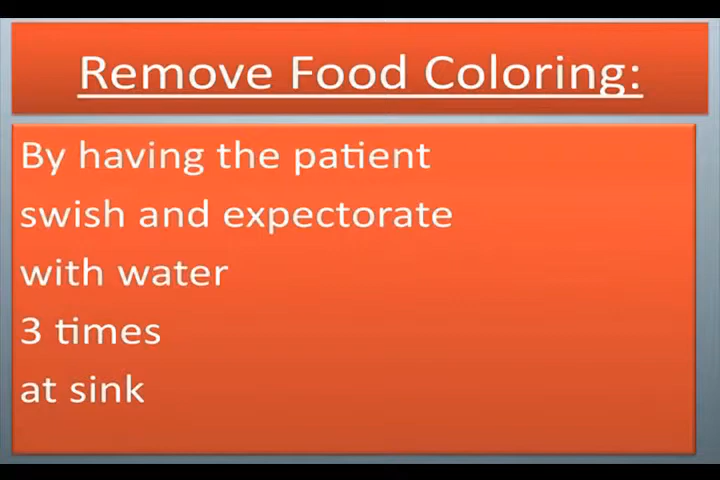 Remove Food Coloring:
By having the patient
swish and expectorate
with water
3 times
at sink